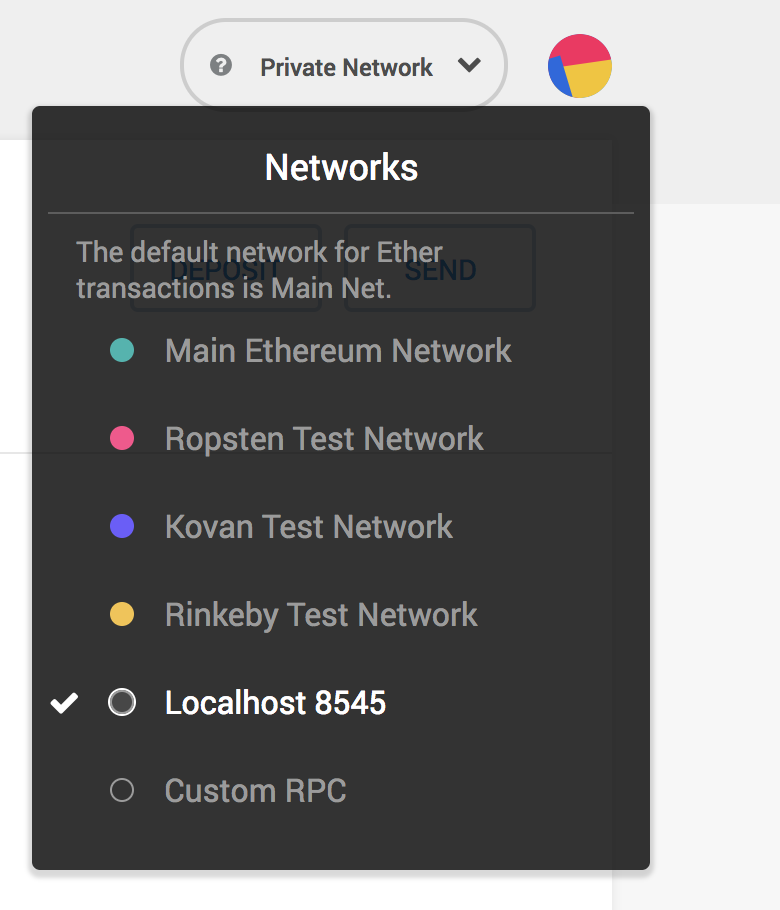 Private Network
Networks
The default network for Ether
transactions is Main Net.
DEPOSIT
SEND
Main Ethereum Network
Ropsten Test Network
Kovan Test Network
Rinkeby Test Network
Localhost 8545
Custom RPC